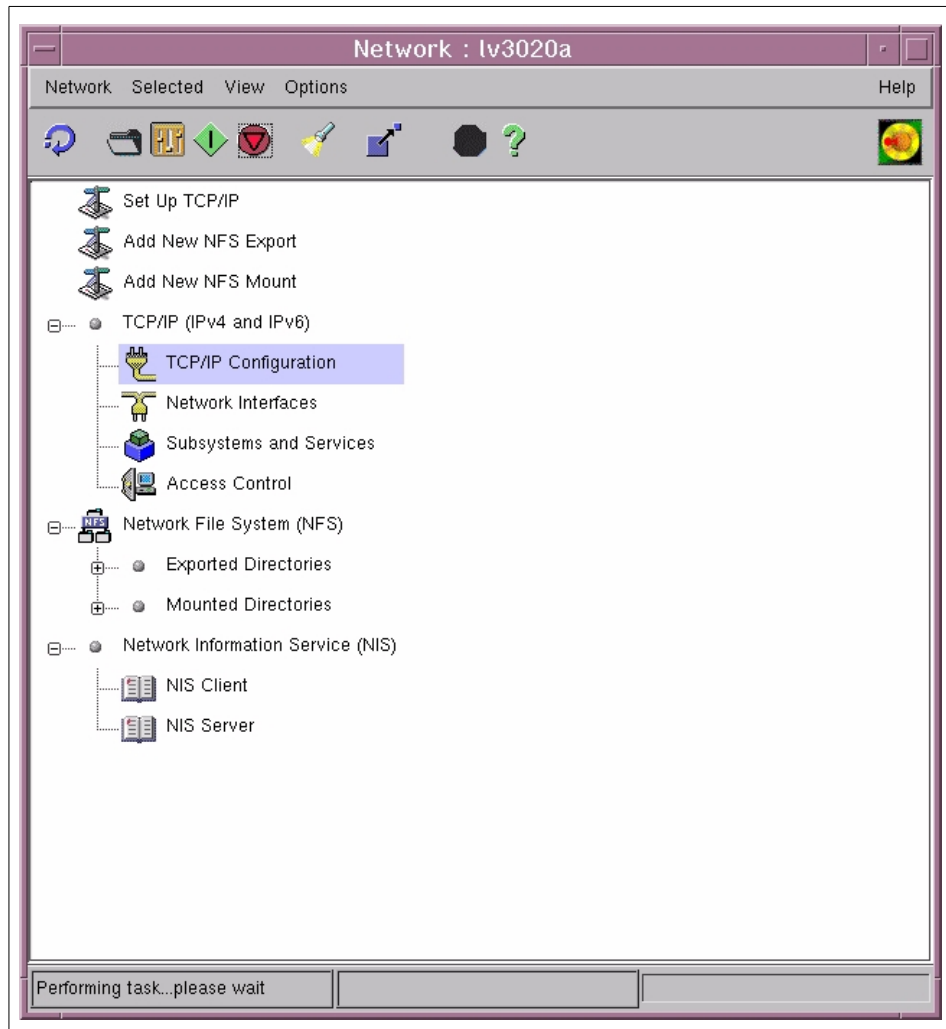 Network : lv3020a
Network Selected View Options Help
Set Up TCP/IP
Add New NFS Export
Add New NFS Mount
TCP/IP (IPv4 and IPv6)
TCP/IP Configuration
Network Interfaces
Subsystems and Services
Access Control
NFS
Network File System (NFS)
Exported Directories
Mounted Directories
Network Information Service (NIS)
NIS Client
NIS Server
Performing task...please wait